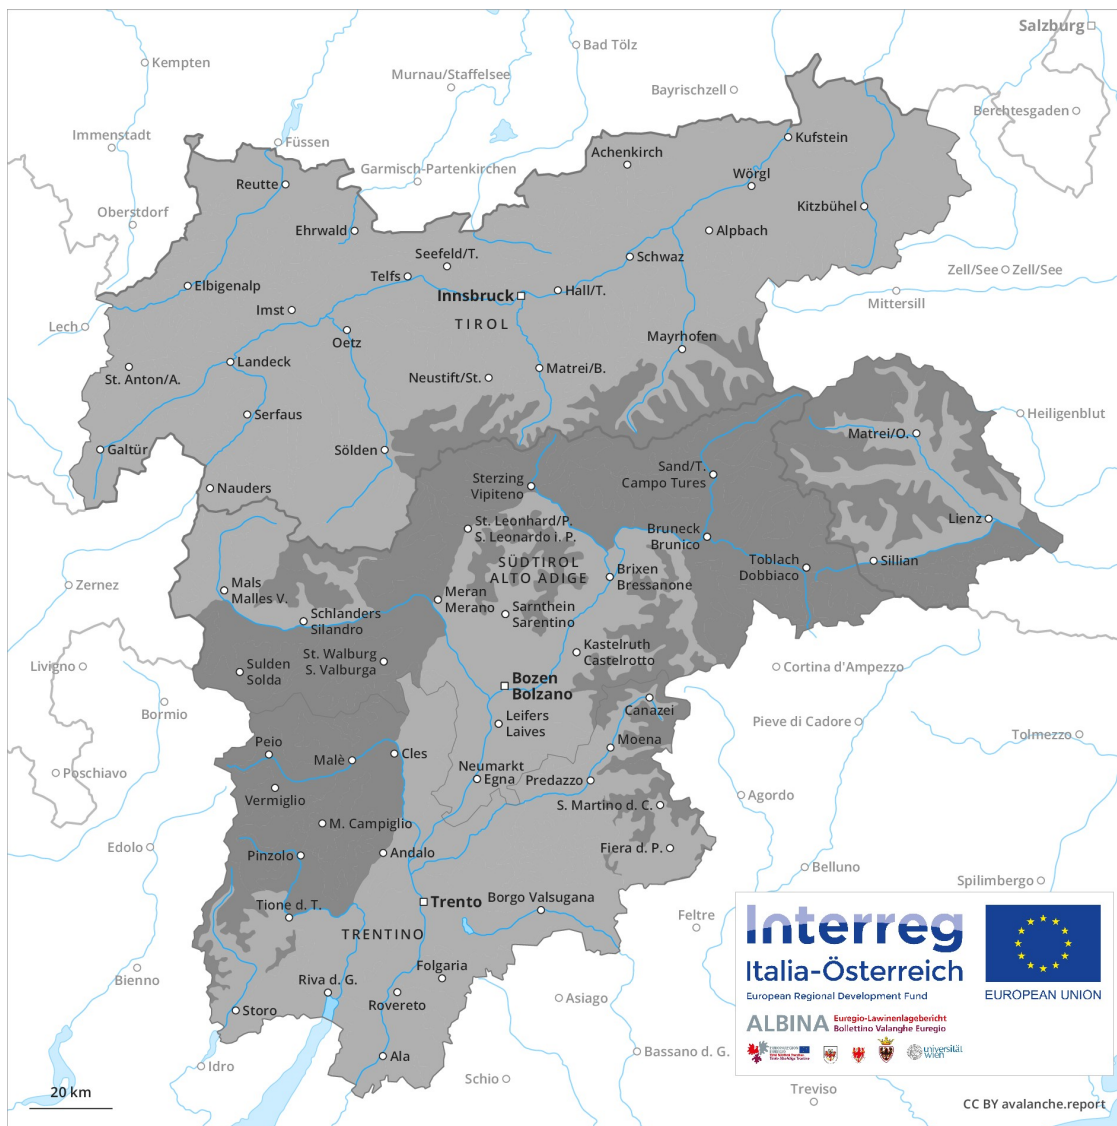 Salzburg
Bad Tölz
Kempten
Murnau/Staffelsee
Bayrischzell
Berchtesgaden
Immenstadt
Füssen
Kufstein
Achenkirch
Garmisch-Partenkirchen
Wörgl
Reutte
Kitzbühel
Oberstdorf
Ehrwald
Alpbach
Seefeld/T.
Schwaz
Telfs
Zell/See
Zell/See
Elbigenalp
Hall/T.
Innsbruck
Mittersill
Imst
TIROL
Lech
Oetz
Mayrhofen
Landeck
Matrei/B.
St. Anton/A.
Neustift/St.
Serfaus
Heiligenblut
Matrei/O.
Galtür
Sölden
Sand/T.
Campo Tures
Sterzing
Vipiteno
Nauders
Lienz
St. Leonhard/P.
S. Leonardo i. P.
Bruneck
Brunico
SÜDTIROL
ALTO ADIGE
Toblach
Dobbiaco
Sillian
Brixen
Bressanone
Zernez
Mals
Malles V.
Meran
Merano
Sarnthein
Sarentino
Schlanders
Silandro
Kastelruth
Castelrotto
St. Walburg
S. Valburga
Livigno
Sulden
Solda
Cortina d'Ampezzo
Bozen
Bolzano
Bormio
Canazei
Leifers
Laives
Pieve di Cadore
Tolmezzo
Peio
Moena
Malè
Cles
Poschiavo
Neumarkt
Egna
Predazzo
Vermiglio
Agordo
S. Martino d. C.
M. Campiglio
Edolo
Pinzolo
Andalo
Fiera d. P.
Belluno
Spilimbergo
Tione d. T.
Trento
Borgo Valsugana
Feltre
TRENTINO
Interreg
Italia-Österreich
European Regional Development Fund
EUROPEAN UNION
Folgaria
Bienno
Riva d. G.
Rovereto
Asiago
Storo
ALBINA
Euregio-Lawinenlagebericht
Bollettino Valanghe Euregio
universität
wien
Ala
Bassano d. G.
Idro
Schio
Treviso
20 km
CC BY avalanche.report